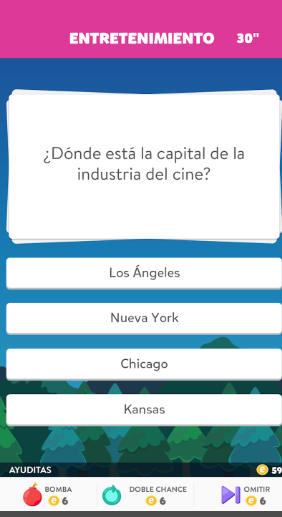 ENTRETENIMIENTO 30"
¿Dónde está la capital de la
industria del cine?
Los Ángeles
Nueva York
Chicago
Kansas
AYUDITAS 59
BOMBA DOBLE CHANCE OMITIR
6 6 6